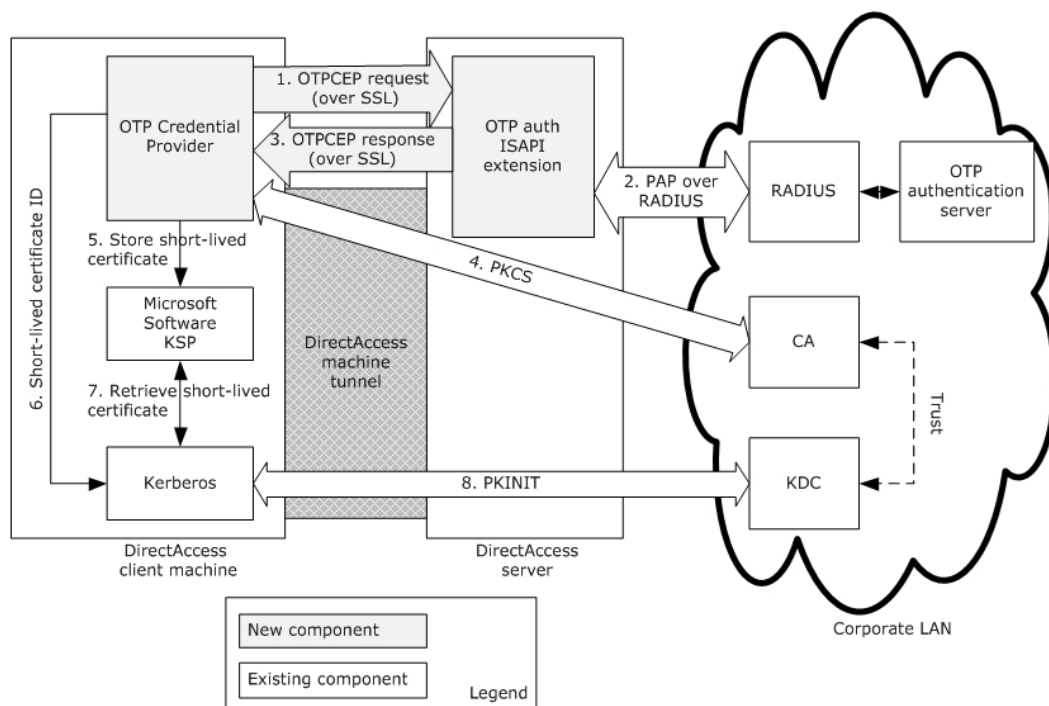 1. OTPCEP request
(over SSL)
OTP Credential
Provider
3. OTPCEP response
(over SSL)
OTP auth
ISAPI
extension
2. PAP over
RADIUS
RADIUS
OTP
authentication
server
6. Short-lived certificate ID
5. Store short-lived
certificate
4. PKCS
Microsoft
Software
KSP
DirectAccess
machine
tunnel
CA
7. Retrieve short-lived
certificate
Trust
Kerberos
8. PKINIT
KDC
DirectAccess
client machine
DirectAccess
server
Corporate LAN
New component
Existing component
Legend